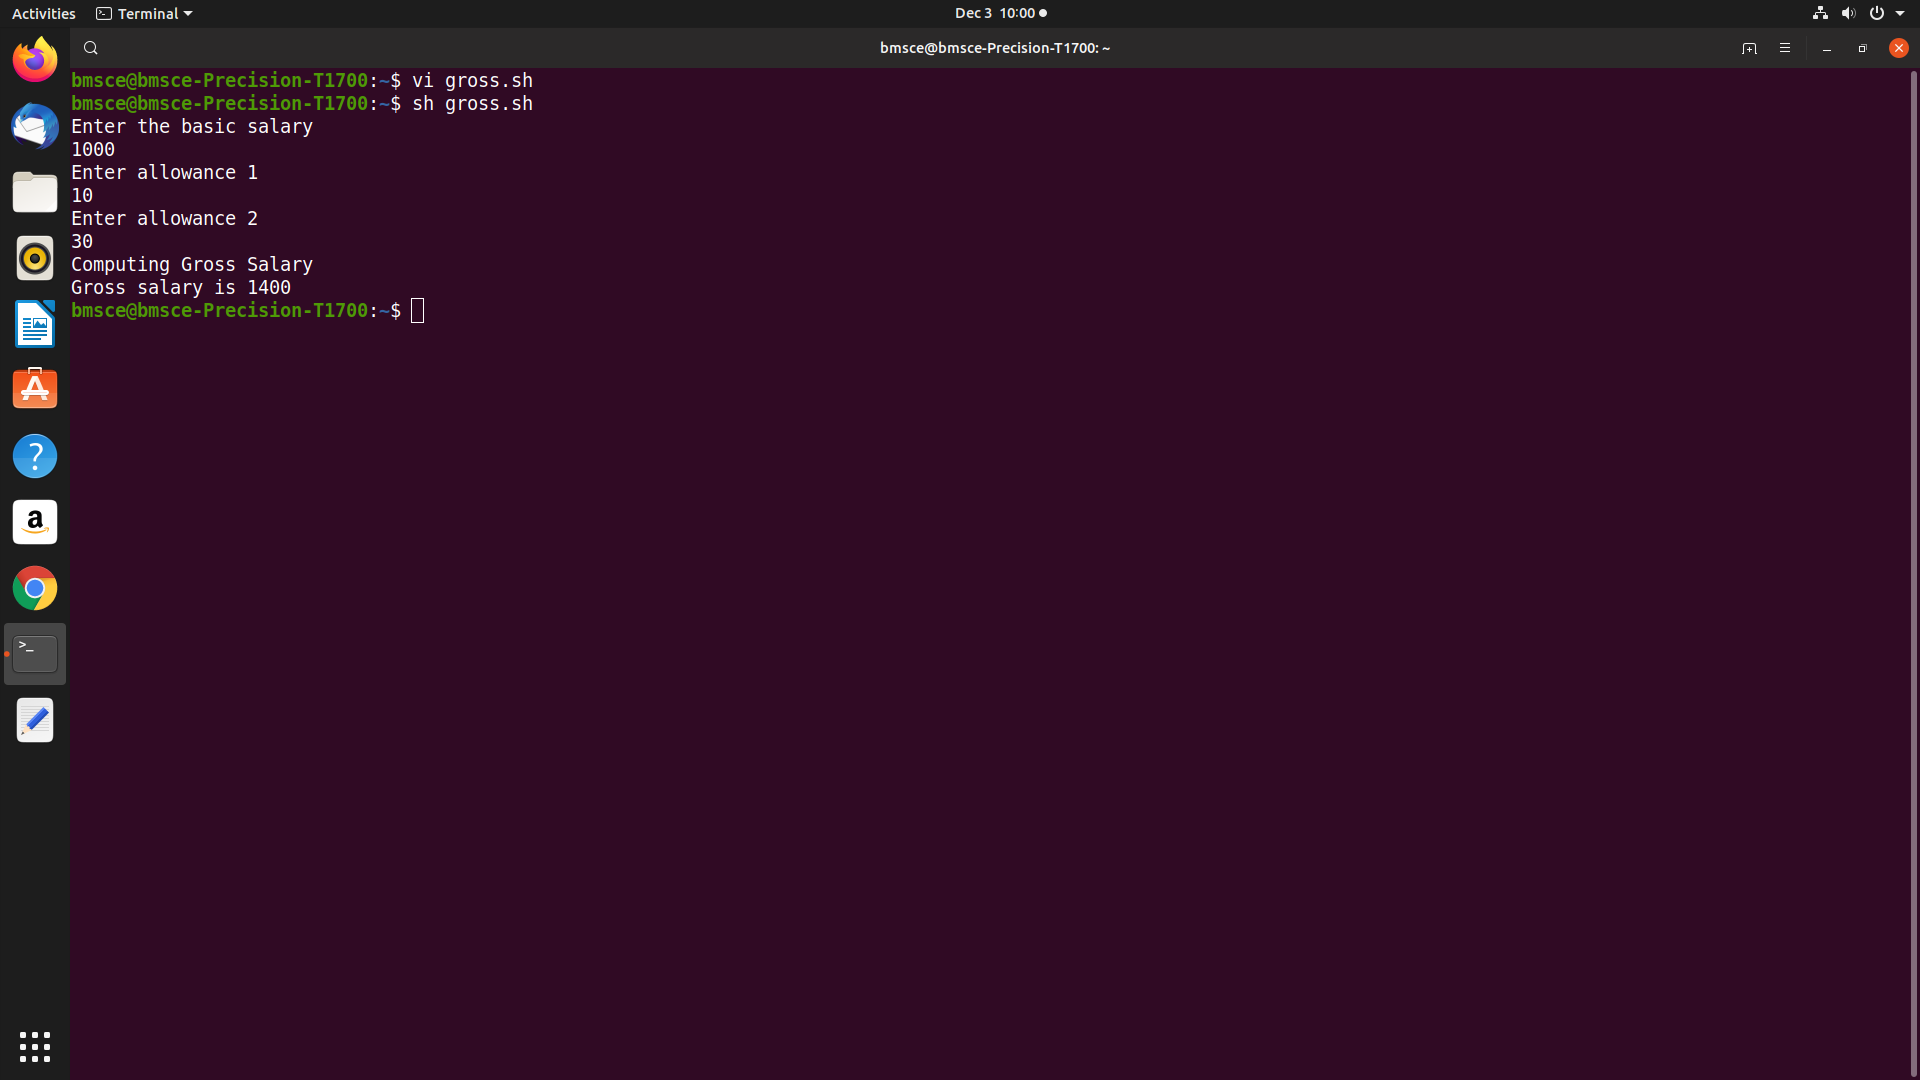 Activities Terminal Dec 3 10:00
bmsce@bmsce-Precision-T1700: ~
bmsce@bmsce-Precision-T1700:~$ vi gross.sh
bmsce@bmsce-Precision-T1700:~$ sh gross.sh
Enter the basic salary
1000
Enter allowance 1
10
Enter allowance 2
30
Computing Gross Salary
Gross salary is 1400
bmsce@bmsce-Precision-T1700:~$